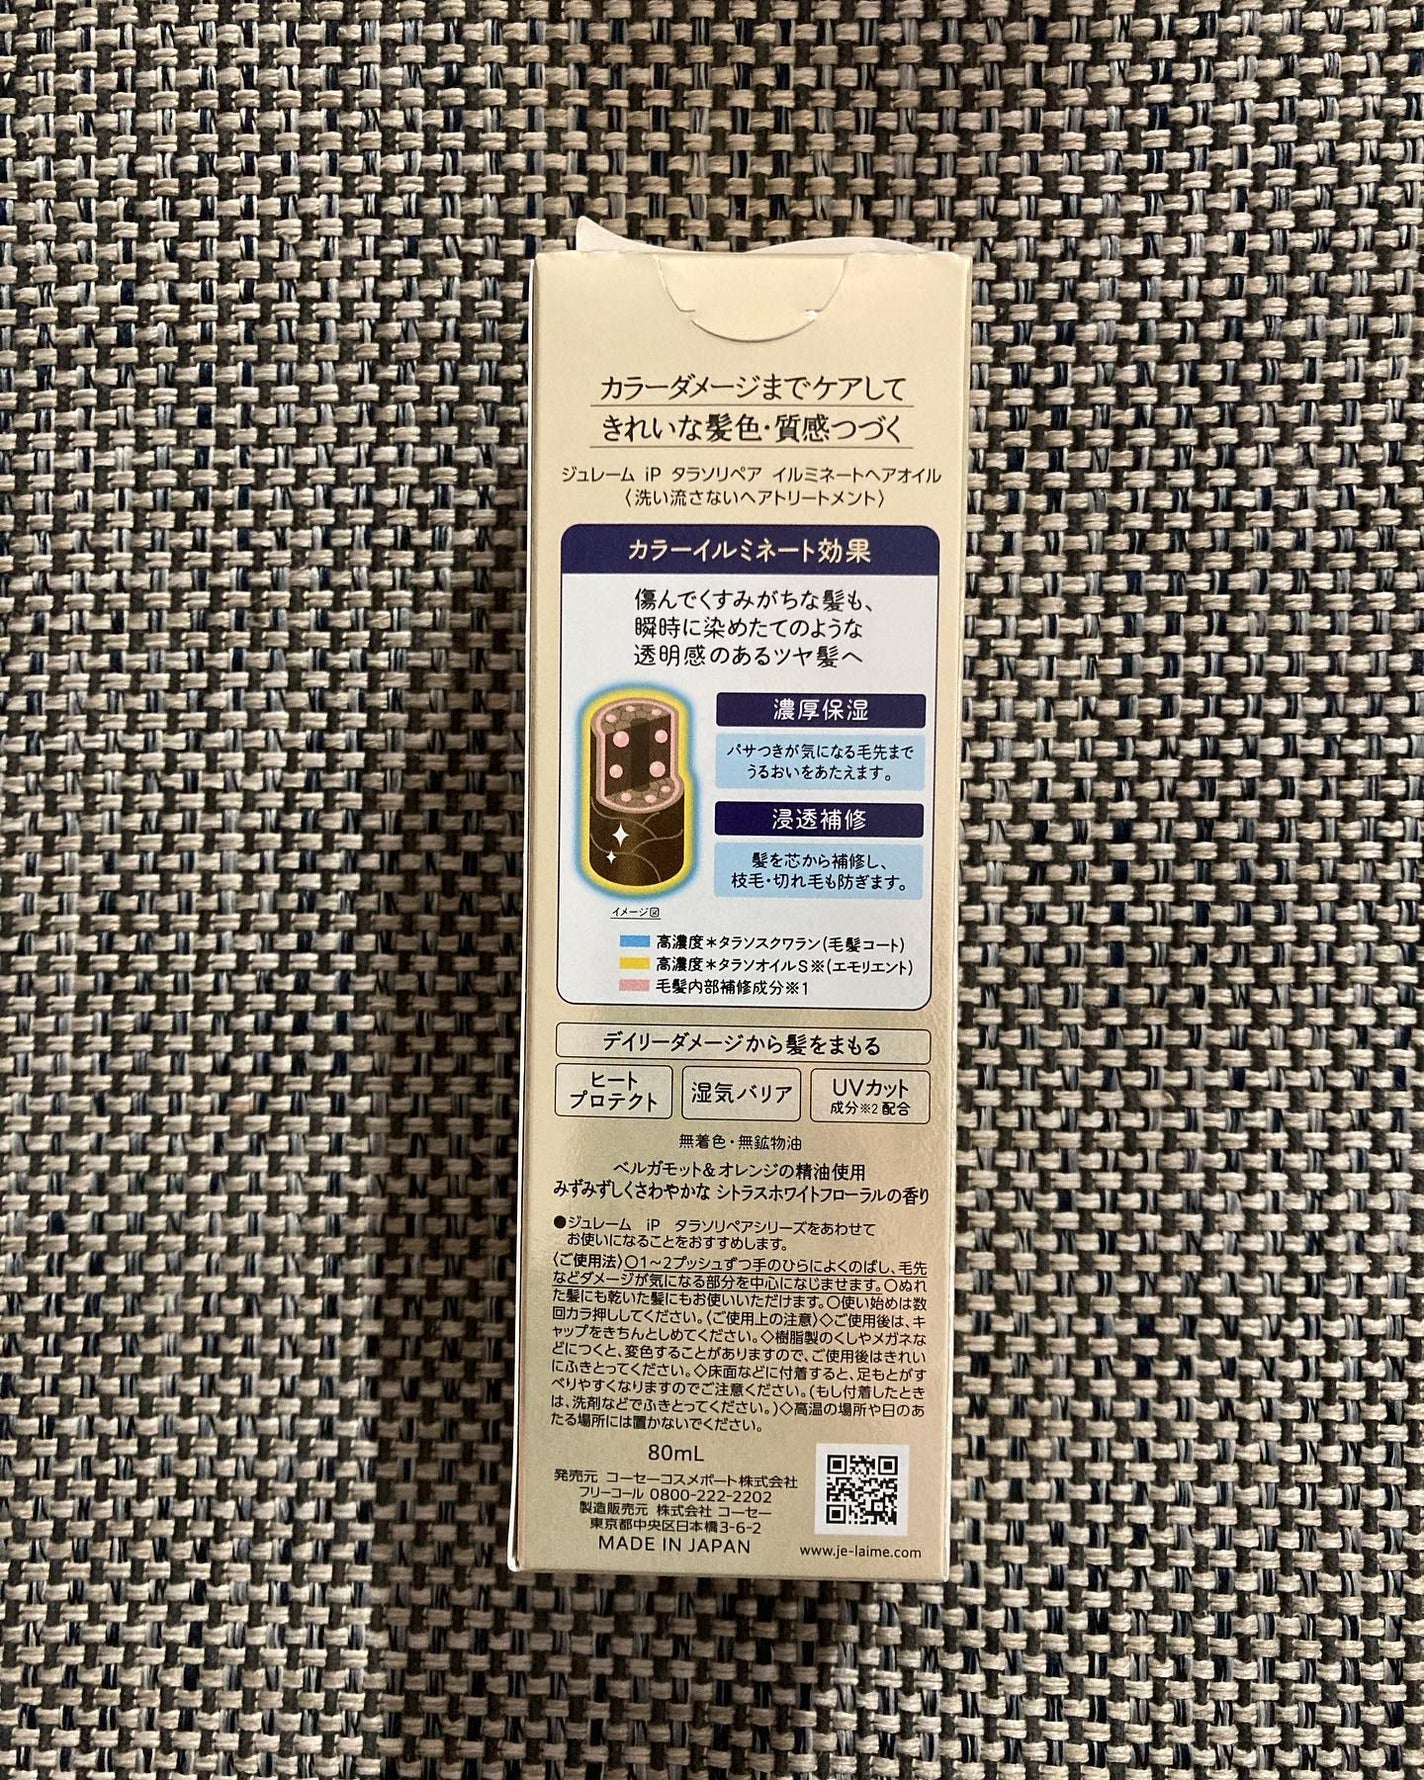 カラーダメージまでケアして
きれいな髪色・質感つづく
ジュレーム iP タラソリペア イルミネートヘアオイル
〈洗い流さないヘアトリートメント〉
カラーイルミネート効果
傷んでくすみがちな髪も、
瞬時に染めたてのような
透明感のあるツヤ髪へ
濃厚保湿
パサつきが気になる毛先まで
うるおいをあたえます。
浸透補修
髪を芯から補修し、
枝毛・切れ毛も防ぎます。
イメージ図
高濃度＊タラソスクワラン(毛髪コート)
高濃度＊タラソオイルS※(エモリエント)
毛髪内部補修成分※1
デイリーダメージから髪をまもる
ヒート
プロテクト
湿気バリア
UVカット
成分※2配合
無着色・無鉱物油
ベルガモット&オレンジの精油使用
みずみずしくさわやかな シトラスホワイトフローラルの香り
●ジュレーム iP タラソリペアシリーズをあわせて
お使いになることをおすすめします。
〈ご使用法〉○1~2プッシュずつ手のひらによくのばし、毛先
などダメージが気になる部分を中心になじませます。○ぬれ
た髪にも乾いた髪にもお使いいただけます。○使い始めは数
回カラ押ししてください。〈ご使用上の注意〉◇ご使用後は、キ
ャップをきちんとしめてください。◇樹脂製のくしやメガネな
どにつくと、変色することがありますので、ご使用後はきれい
にふきとってください。◇床面などに付着すると、足もとがす
べりやすくなりますのでご注意ください。(もし付着したとき
は、洗剤などでふきとってください。)◇高温の場所や日のあ
たる場所には置かないでください。
80mL
発売元 コーセーコスメポート株式会社
フリーコール 0800-222-2202
製造販売元 株式会社 コーセー
東京都中央区日本橋3-6-2
MADE IN JAPAN
www.je-laime.com